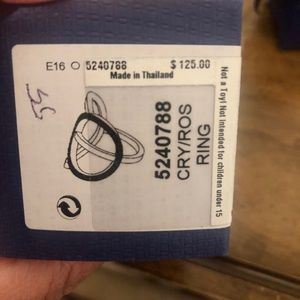 E16 O 5240788 $ 125.00
Made in Thailand
5240788
CRY/ROS
RING
Not a Toy! Not intended for children under 15